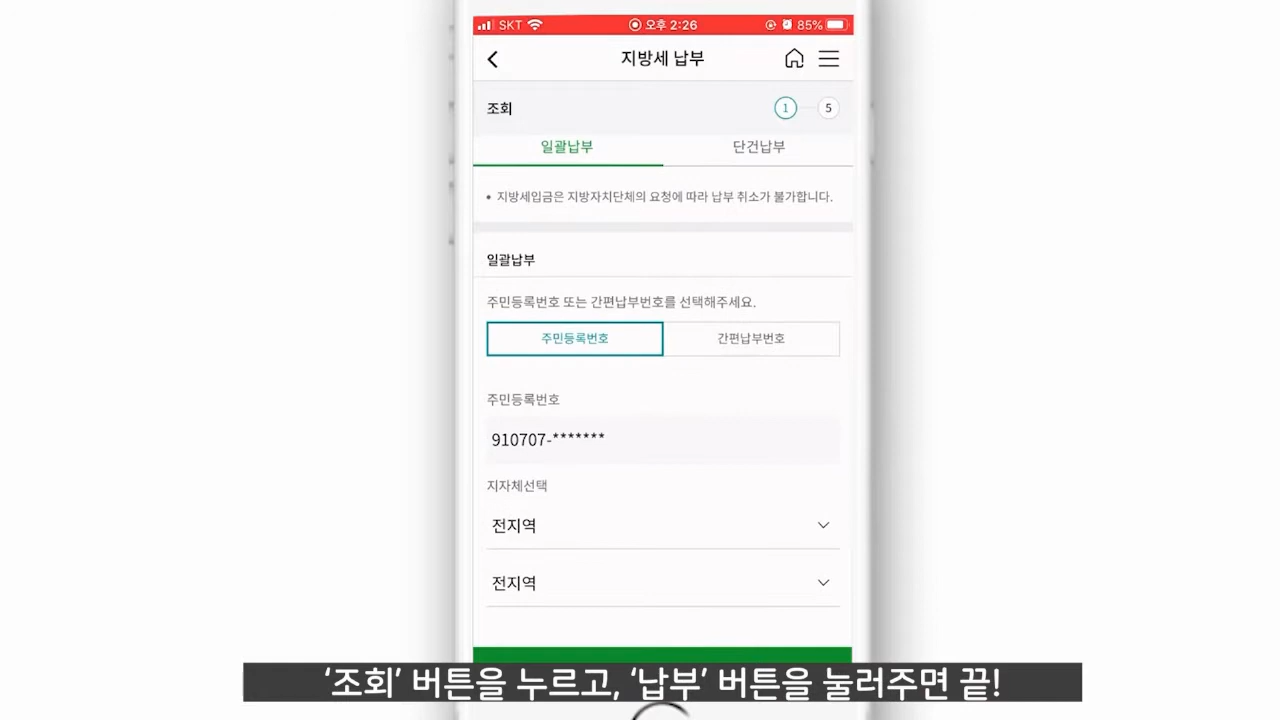 SKT 오후 2:26 85%
지방세 납부
조회 1 5
일괄납부 단건납부
• 지방세입금은 지방자치단체의 요청에 따라 납부 취소가 불가합니다.
일괄납부
주민등록번호 또는 간편납부번호를 선택해주세요.
주민등록번호 간편납부번호
주민등록번호
910707-*******
지자체선택
전지역
전지역
‘조회’ 버튼을 누르고, ‘납부’ 버튼을 눌러주면 끝!